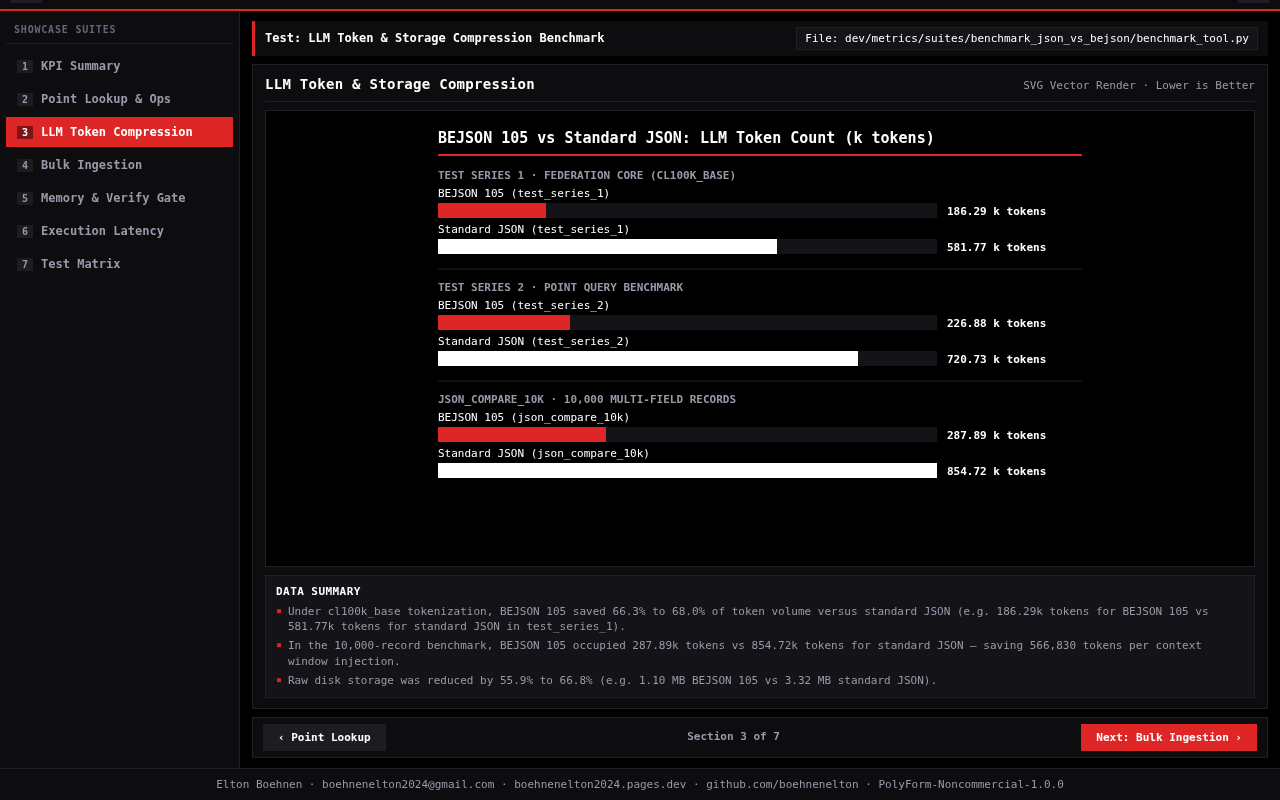 SHOWCASE SUITES
1 KPI Summary
2 Point Lookup & Ops
3 LLM Token Compression
4 Bulk Ingestion
5 Memory & Verify Gate
6 Execution Latency
7 Test Matrix
Test: LLM Token & Storage Compression Benchmark
File: dev/metrics/suites/benchmark_json_vs_bejson/benchmark_tool.py
LLM Token & Storage Compression
SVG Vector Render · Lower is Better
BEJSON 105 vs Standard JSON: LLM Token Count (k tokens)
TEST SERIES 1 · FEDERATION CORE (CL100K_BASE)
BEJSON 105 (test_series_1)
186.29 k tokens
Standard JSON (test_series_1)
581.77 k tokens
TEST SERIES 2 · POINT QUERY BENCHMARK
BEJSON 105 (test_series_2)
226.88 k tokens
Standard JSON (test_series_2)
720.73 k tokens
JSON_COMPARE_10K · 10,000 MULTI-FIELD RECORDS
BEJSON 105 (json_compare_10k)
287.89 k tokens
Standard JSON (json_compare_10k)
854.72 k tokens
DATA SUMMARY
▪ Under cl100k_base tokenization, BEJSON 105 saved 66.3% to 68.0% of token volume versus standard JSON (e.g. 186.29k tokens for BEJSON 105 vs
581.77k tokens for standard JSON in test_series_1).
▪ In the 10,000-record benchmark, BEJSON 105 occupied 287.89k tokens vs 854.72k tokens for standard JSON — saving 566,830 tokens per context
window injection.
▪ Raw disk storage was reduced by 55.9% to 66.8% (e.g. 1.10 MB BEJSON 105 vs 3.32 MB standard JSON).
‹ Point Lookup
Section 3 of 7
Next: Bulk Ingestion ›
Elton Boehnen · boehnenelton2024@gmail.com · boehnenelton2024.pages.dev · github.com/boehnenelton · PolyForm-Noncommercial-1.0.0